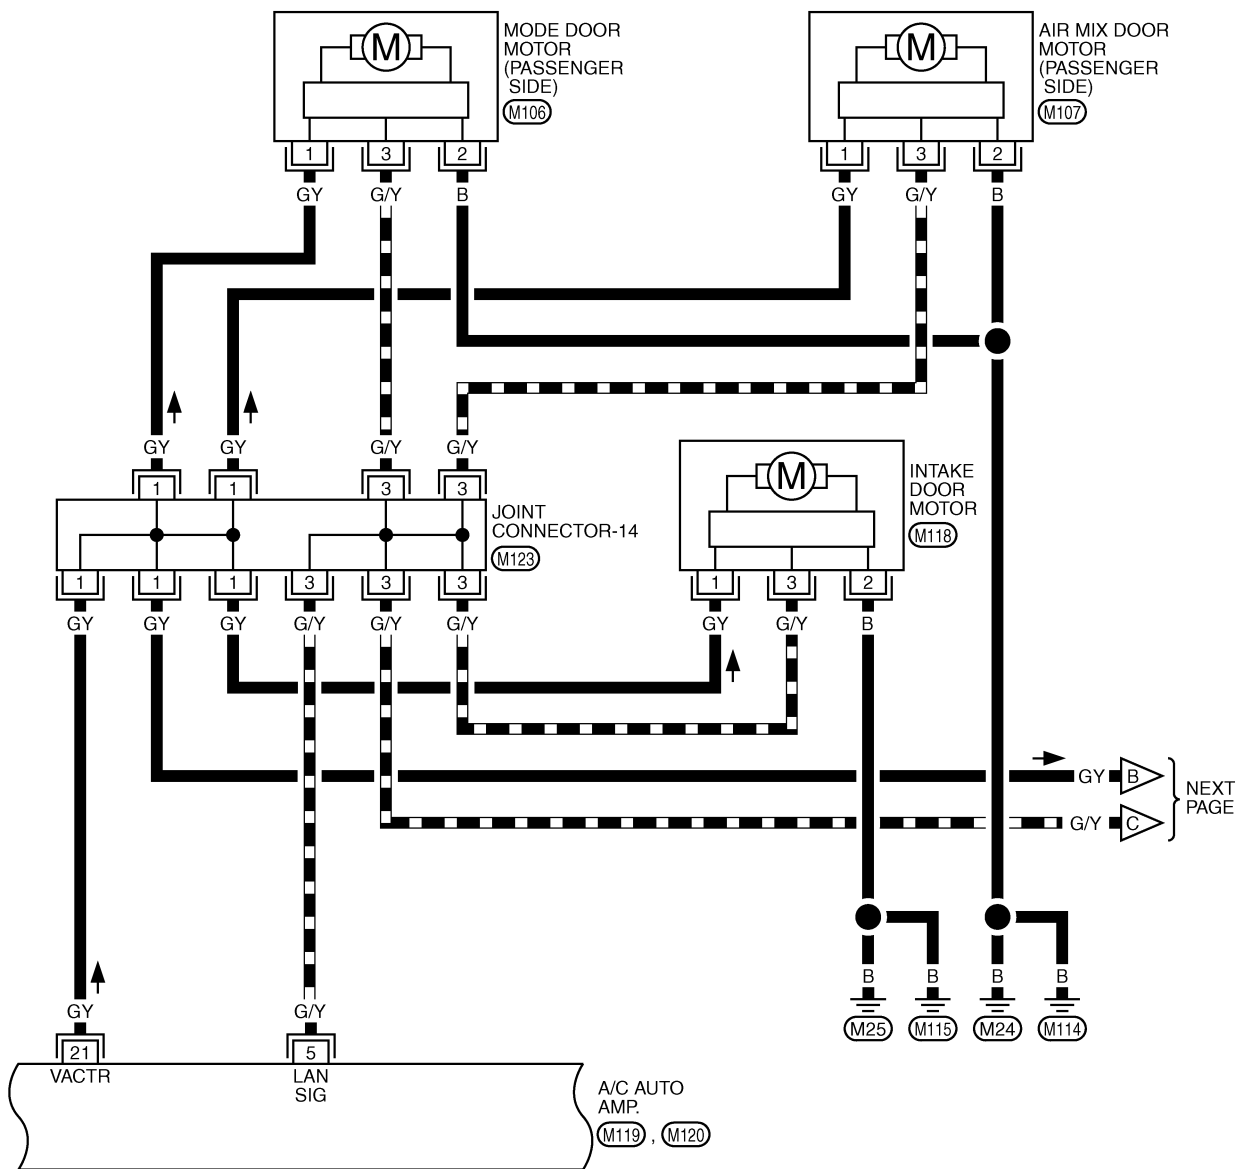 M
MODE DOOR
MOTOR
(PASSENGER
SIDE)
M106
M
AIR MIX DOOR
MOTOR
(PASSENGER
SIDE)
M107
1 3 2
1 3 2
GY G/Y B
GY G/Y B
GY GY G/Y G/Y
1 1 3 3
JOINT
CONNECTOR-14
M123
M
INTAKE
DOOR
MOTOR
M118
1 1 1 3 3 3
1 3 2
GY GY GY G/Y G/Y G/Y
GY G/Y B
GY B
G/Y C
NEXT
PAGE
B B B B
M25 M115 M24 M114
GY G/Y
21 5
VACTR LAN
SIG
A/C AUTO
AMP.
M119 , M120